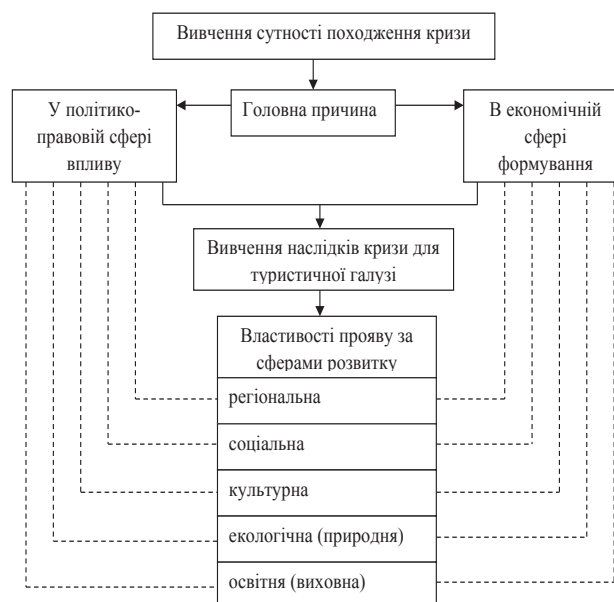 Вивчення сутності походження кризи
У політико-
правовій сфері
впливу
Головна причина
В економічній
сфері
формування
Вивчення наслідків кризи для
туристичної галузі
Властивості прояву за
сферами розвитку
регіональна
соціальна
культурна
екологічна (природня)
освітня (виховна)